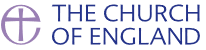 THE CHURCH
OF ENGLAND